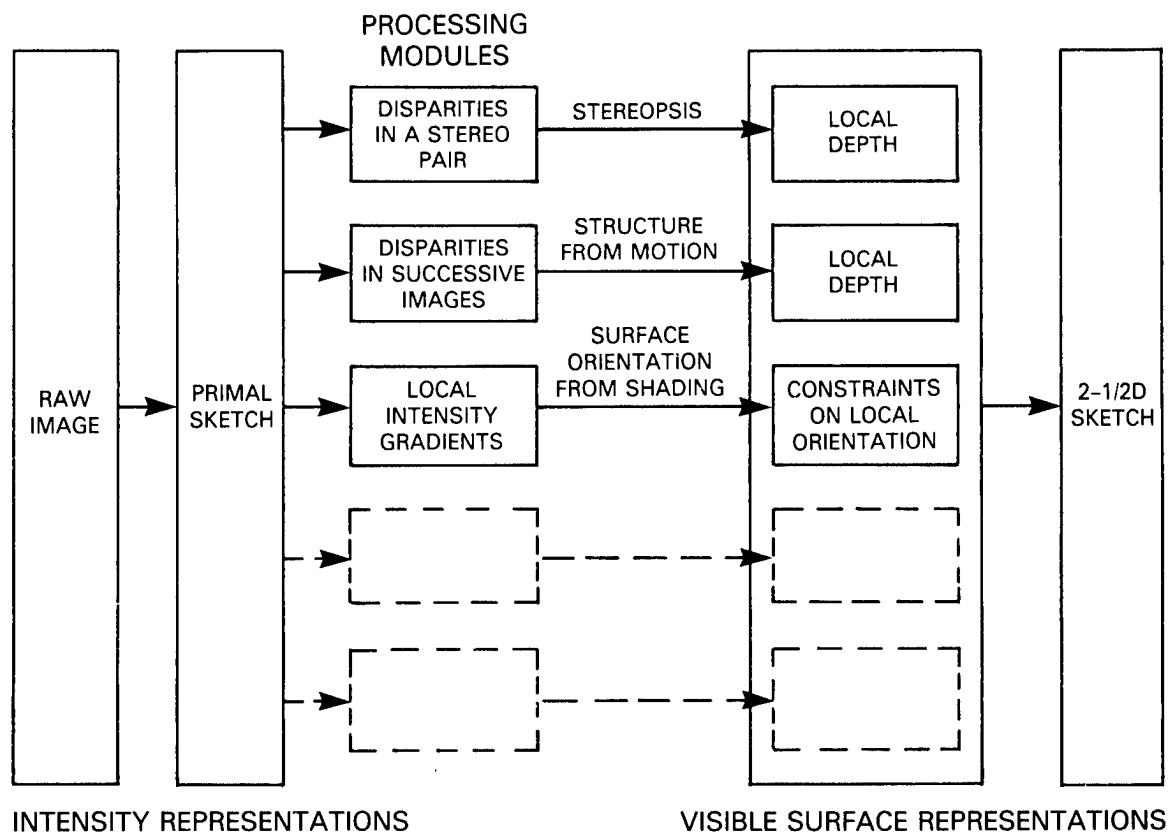 PROCESSING
MODULES
RAW
IMAGE
PRIMAL
SKETCH
DISPARITIES
IN A STEREO
PAIR
STEREOPSIS
LOCAL
DEPTH
DISPARITIES
IN SUCCESSIVE
IMAGES
STRUCTURE
FROM MOTION
LOCAL
DEPTH
LOCAL
INTENSITY
GRADIENTS
SURFACE
ORIENTATION
FROM SHADING
CONSTRAINTS
ON LOCAL
ORIENTATION
2-1/2D
SKETCH
INTENSITY REPRESENTATIONS
VISIBLE SURFACE REPRESENTATIONS